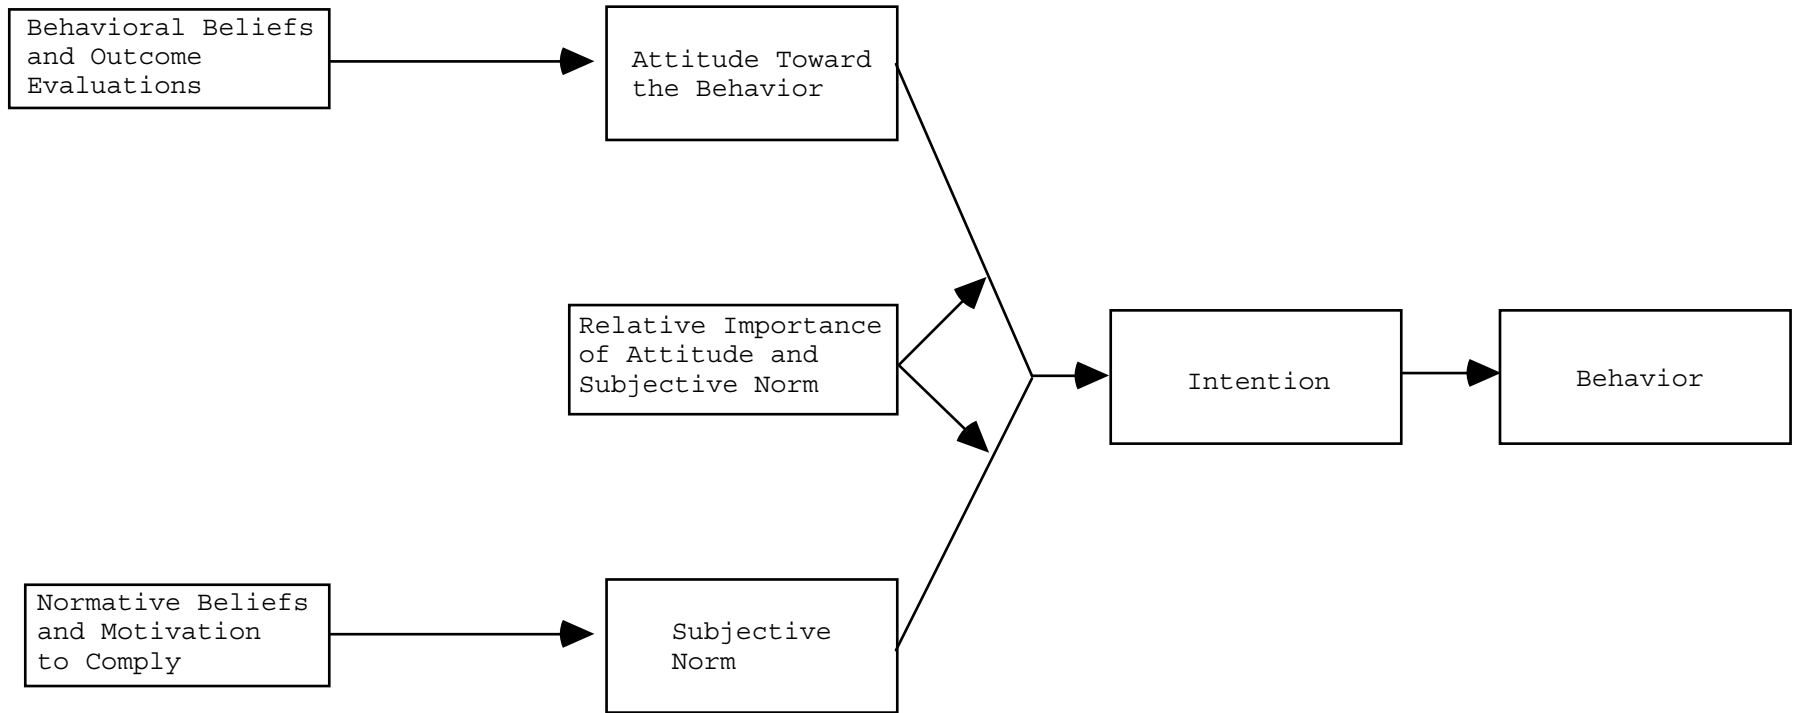 Behavioral Beliefs
and Outcome
Evaluations
Attitude Toward
the Behavior
Relative Importance
of Attitude and
Subjective Norm
Intention
Behavior
Normative Beliefs
and Motivation
to Comply
Subjective
Norm